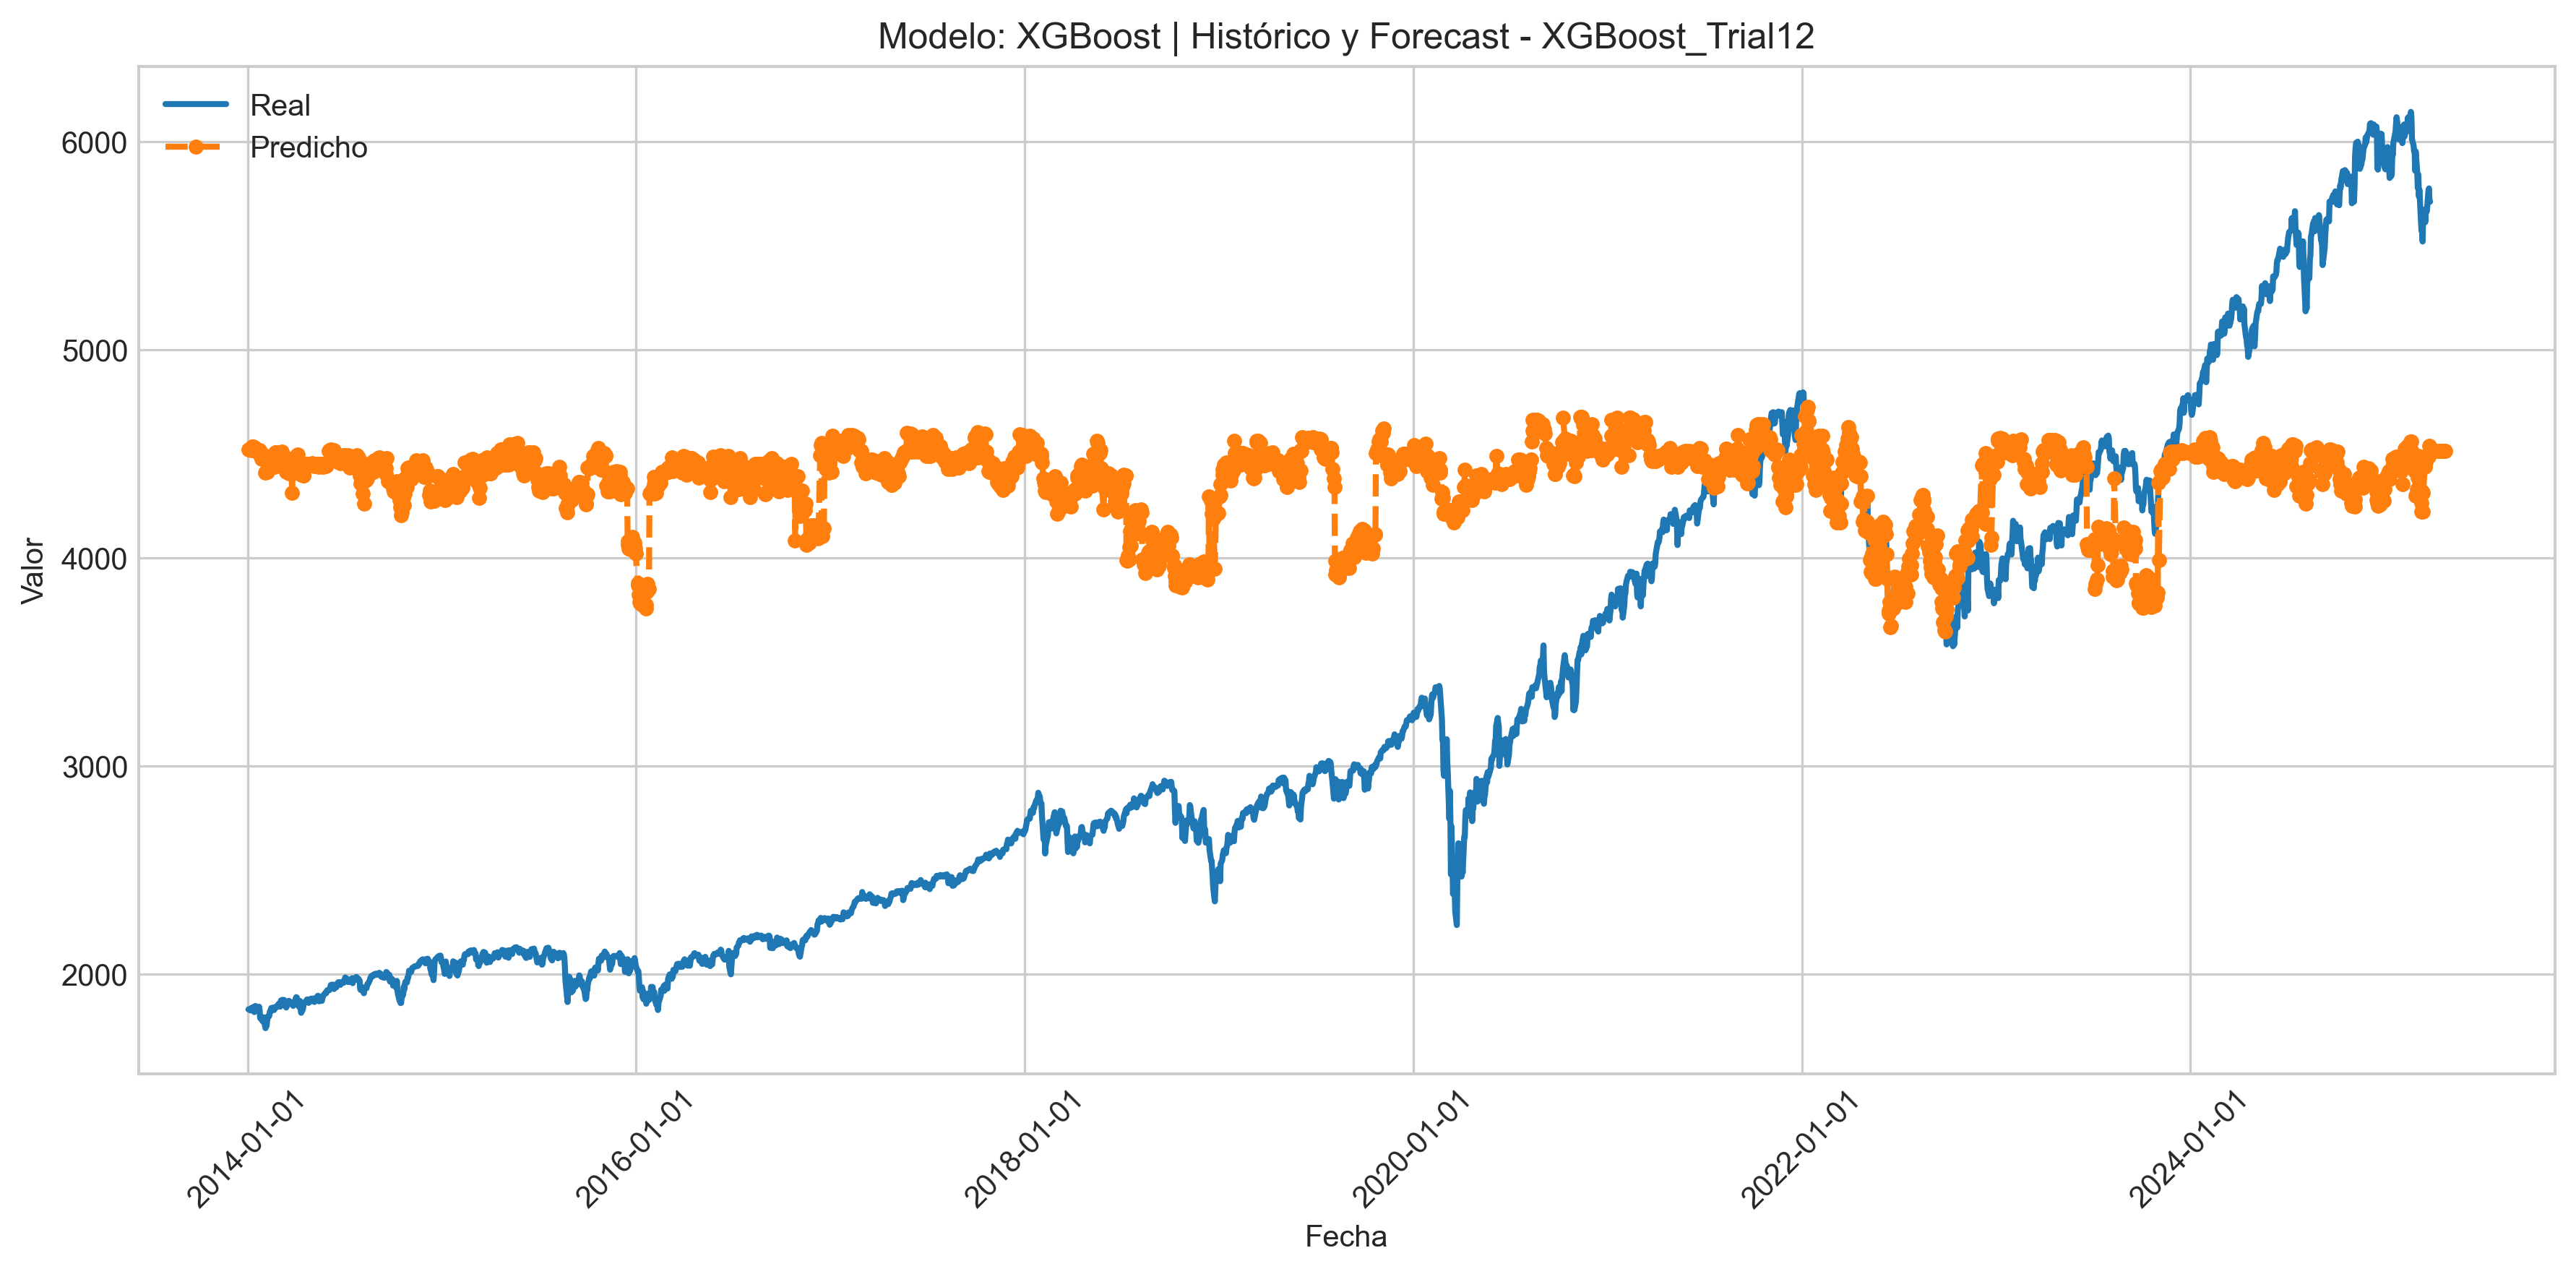 Modelo: XGBoost | Histórico y Forecast - XGBoost_Trial12
Real
Predicho
6000
5000
4000
3000
2000
Valor
2014-01-01
2016-01-01
2018-01-01
2020-01-01
2022-01-01
2024-01-01
Fecha